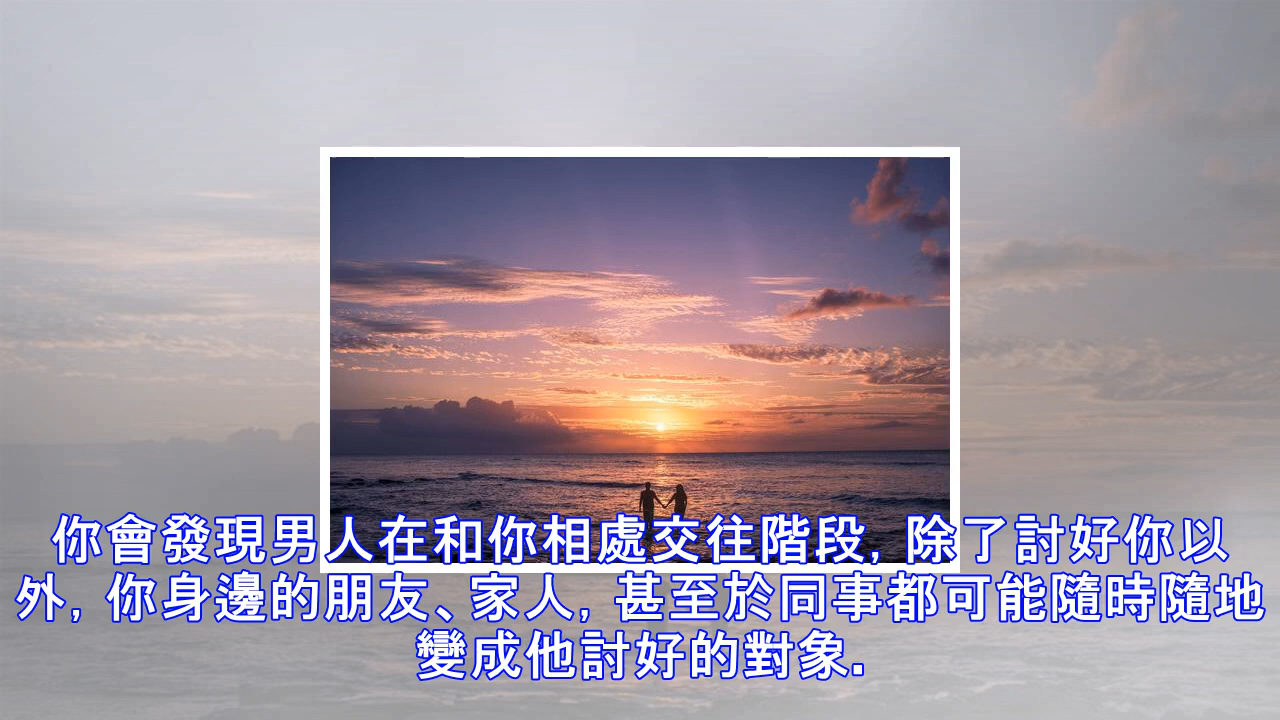 你會發現男人在和你相處交往階段, 除了討好你以
外, 你身邊的朋友、家人, 甚至於同事都可能隨時隨地
變成他討好的對象.